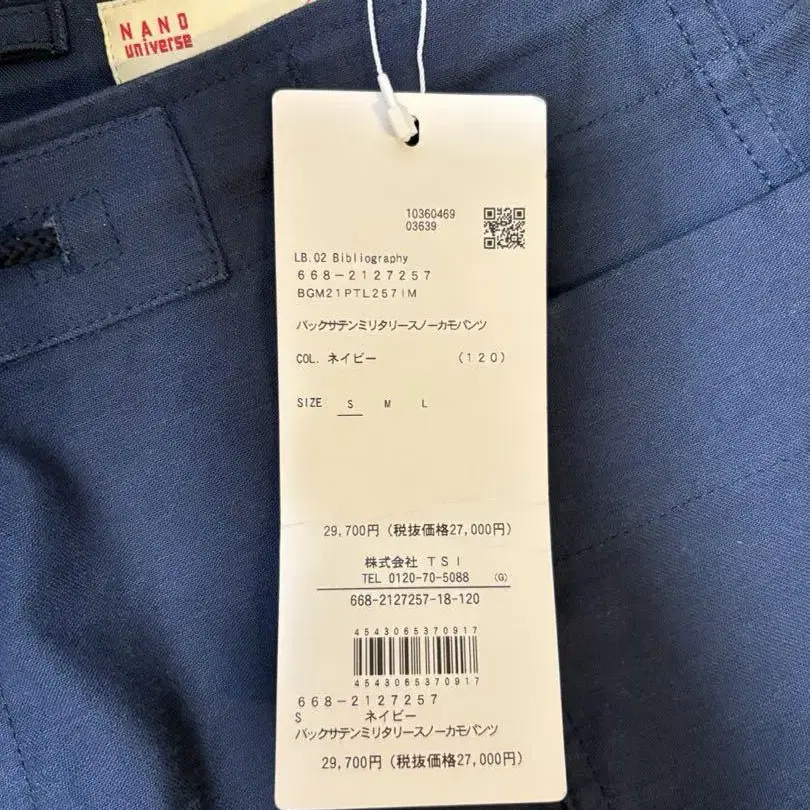 NANO
universe
10360469
03639
LB.02 Bibliography
668-2127257
BGM21PTL257IM
バックサテンミリタリースノーカモパンツ
COL. ネイビー (120)
SIZE S M L
29,700円 (税抜価格27,000円)
株式会社 TSI
TEL 0120-70-5088 (G)
668-2127257-18-120
4543065370917
4543065370917
668-2127257
S ネイビー
バックサテンミリタリースノーカモパンツ
29,700円 (税抜価格27,000円)